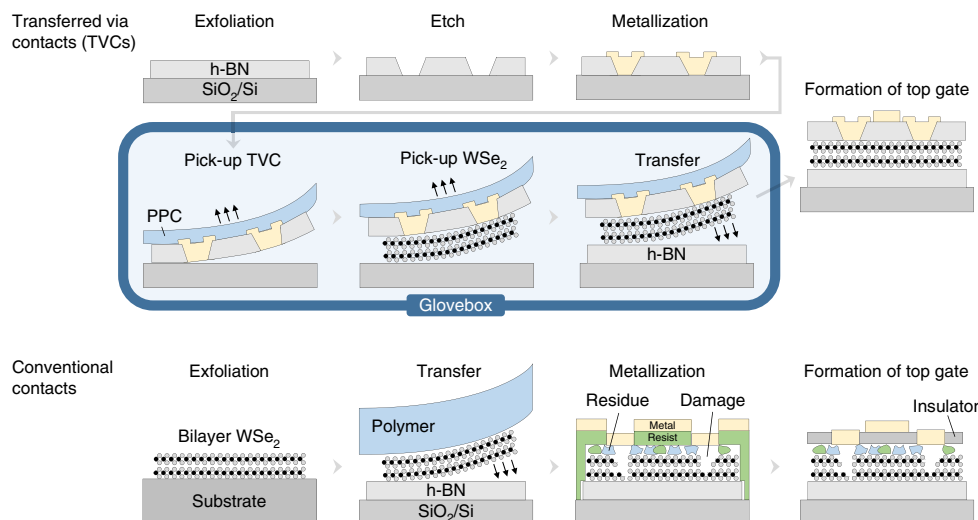 Transferred via
contacts (TVCs)
Exfoliation
Etch
Metallization
h-BN
SiO2/Si
Formation of top gate
Pick-up TVC
Pick-up WSe2
Transfer
PPC
h-BN
Glovebox
Conventional
contacts
Exfoliation
Transfer
Metallization
Formation of top gate
Residue
Damage
Insulator
Polymer
Metal
Resist
Bilayer WSe2
h-BN
Substrate
SiO2/Si